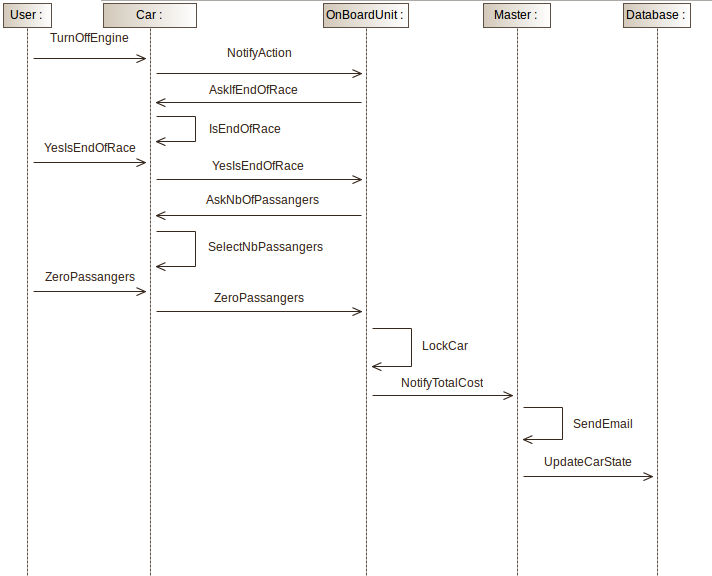 User :
Car :
OnBoardUnit :
Master :
Database :
TurnOffEngine
NotifyAction
AskIfEndOfRace
IsEndOfRace
YesIsEndOfRace
YesIsEndOfRace
AskNbOfPassangers
SelectNbPassangers
ZeroPassangers
ZeroPassangers
LockCar
NotifyTotalCost
SendEmail
UpdateCarState